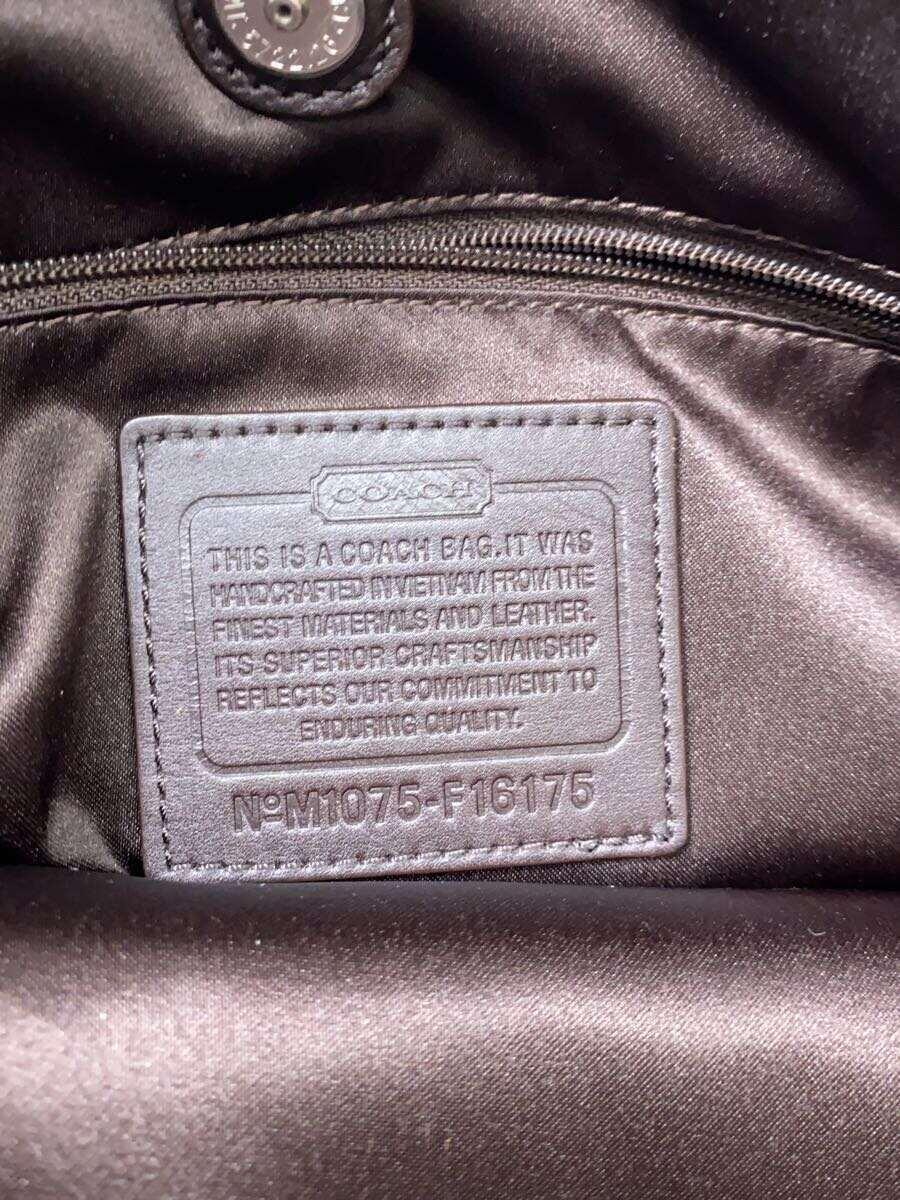 COACH
THIS IS A COACH BAG. IT WAS
HANDCRAFTED IN VIETNAM FROM THE
FINEST MATERIALS AND LEATHER.
ITS SUPERIOR CRAFTSMANSHIP
REFLECTS OUR COMMITMENT TO
ENDURING QUALITY.
NºM1075-F16175